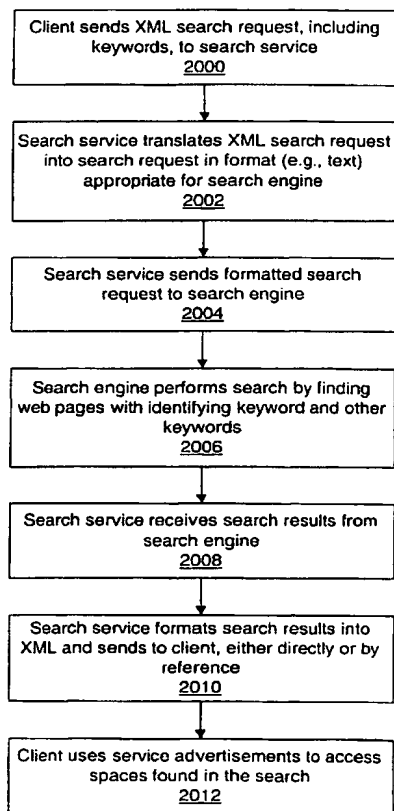 Client sends XML search request, including
keywords, to search service
2000
Search service translates XML search request
into search request in format (e.g., text)
appropriate for search engine
2002
Search service sends formatted search
request to search engine
2004
Search engine performs search by finding
web pages with identifying keyword and other
keywords
2006
Search service receives search results from
search engine
2008
Search service formats search results into
XML and sends to client, either directly or by
reference
2010
Client uses service advertisements to access
spaces found in the search
2012